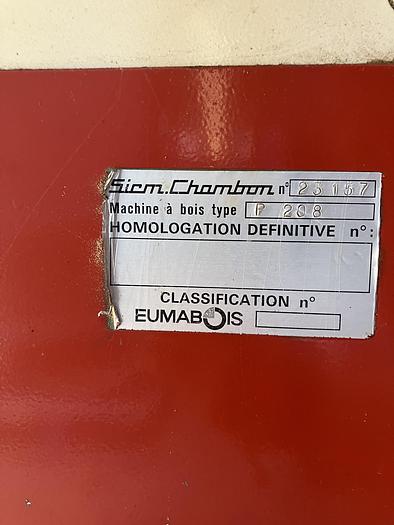 Sicm.Chambon n° 25157
Machine à bois type P 208
HOMOLOGATION DEFINITIVE n°:
CLASSIFICATION n°
EUMABOIS